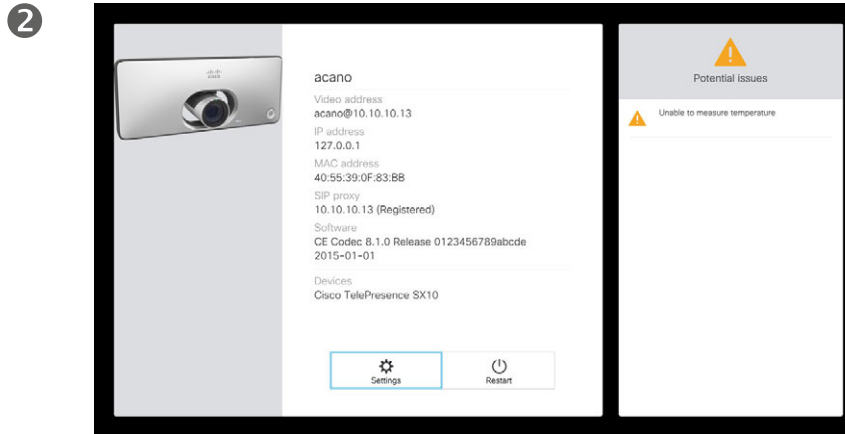 2
acano
Video address
acano@10.10.10.13
IP address
127.0.0.1
MAC address
40:55:39:0F:83:BB
SIP proxy
10.10.10.13 (Registered)
Software
CE Codec 8.1.0 Release 0123456789abcde
2015-01-01
Devices
Cisco TelePresence SX10
Settings
Restart
Potential issues
Unable to measure temperature